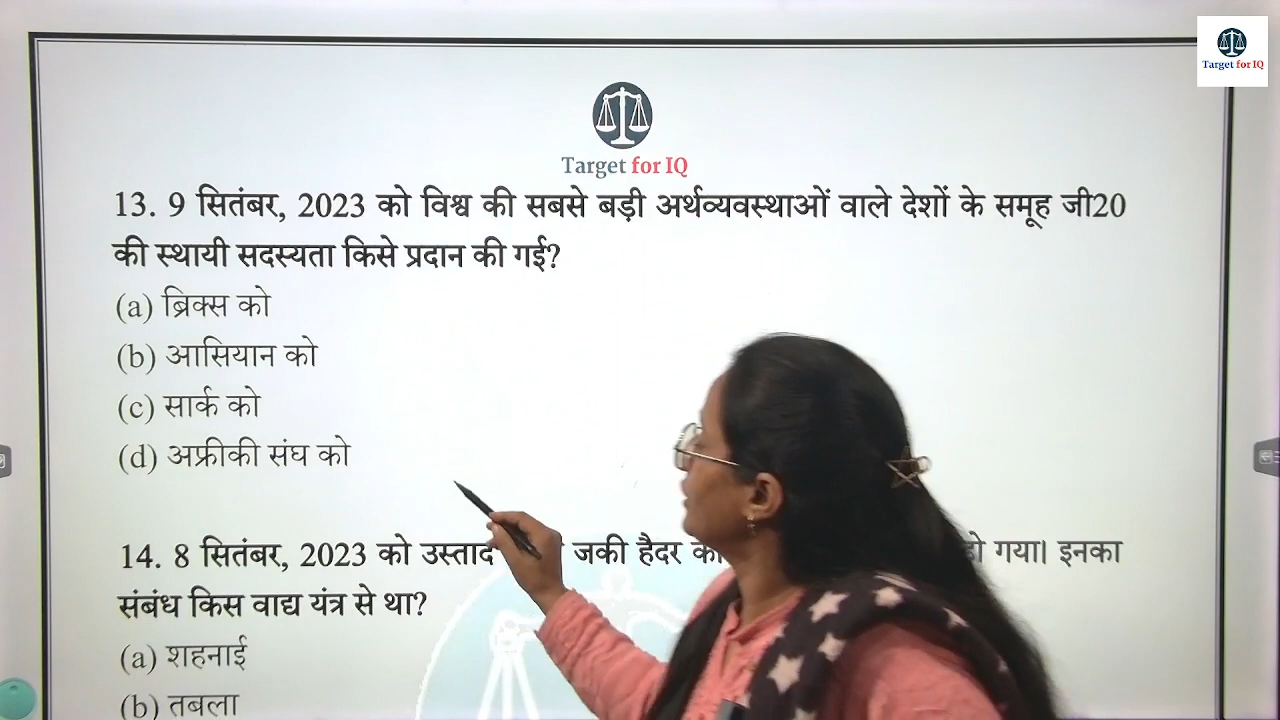 Target for IQ
Target for IQ
13. 9 सितंबर, 2023 को विश्व की सबसे बड़ी अर्थव्यवस्थाओं वाले देशों के समूह जी20
की स्थायी सदस्यता किसे प्रदान की गई?
(a) ब्रिक्स को
(b) आसियान को
(c) सार्क को
(d) अफ्रीकी संघ को
14. 8 सितंबर, 2023 को उस्ताद जकी हैदर का हो गया। इनका
संबंध किस वाद्य यंत्र से था?
(a) शहनाई
(b) तबला